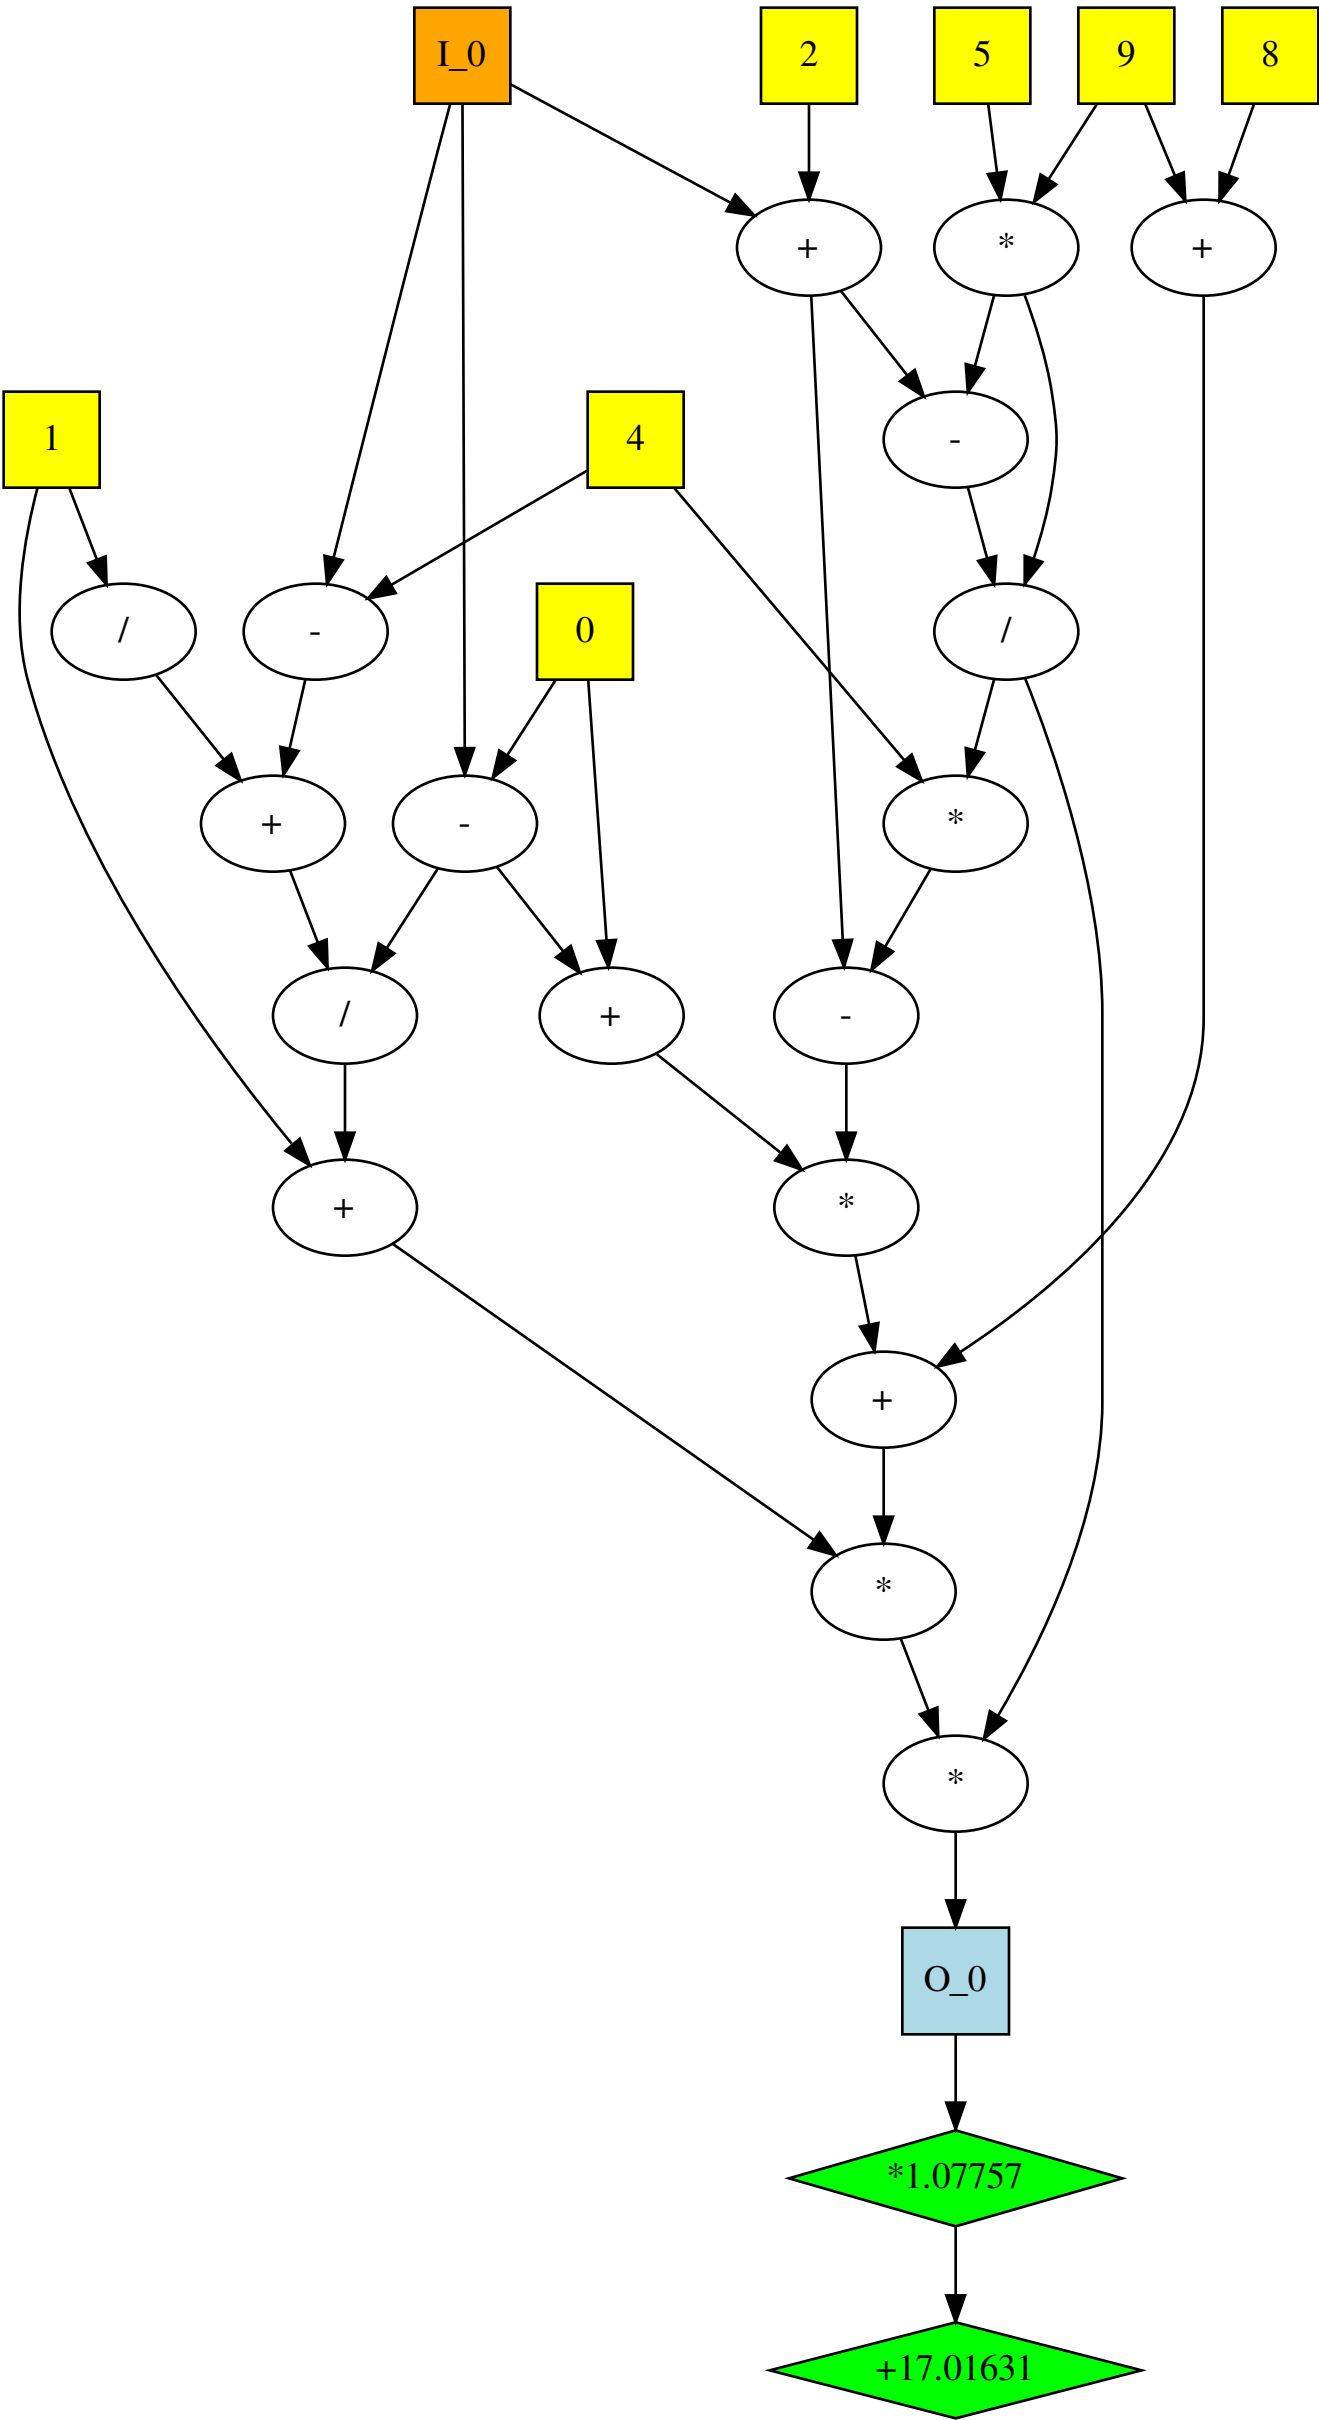 I_0 2 5 9 8
+ * +
1 4 -
/ - 0 /
+ - *
/ + -
+ *
+
*
*
O_0
*1.07757
+17.01631